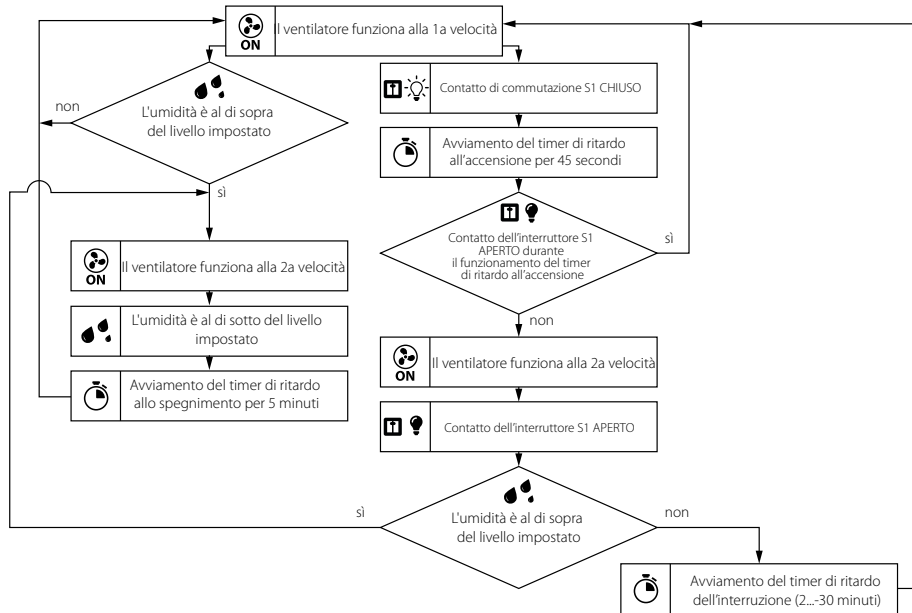 ON
Il ventilatore funziona alla 1a velocità
non
L'umidità è al di sopra
del livello impostato
sì
ON
Il ventilatore funziona alla 2a velocità
L'umidità è al di sotto del livello
impostato
Avviamento del timer di ritardo
allo spegnimento per 5 minuti
Contatto di commutazione S1 CHIUSO
Avviamento del timer di ritardo
all'accensione per 45 secondi
Contatto dell'interruttore S1
APERTO durante
il funzionamento del timer
di ritardo all'accensione
sì
non
ON
Il ventilatore funziona alla 2a velocità
Contatto dell'interruttore S1 APERTO
sì
L'umidità è al di sopra
del livello impostato
non
Avviamento del timer di ritardo
dell'interruzione (2...-30 minuti)